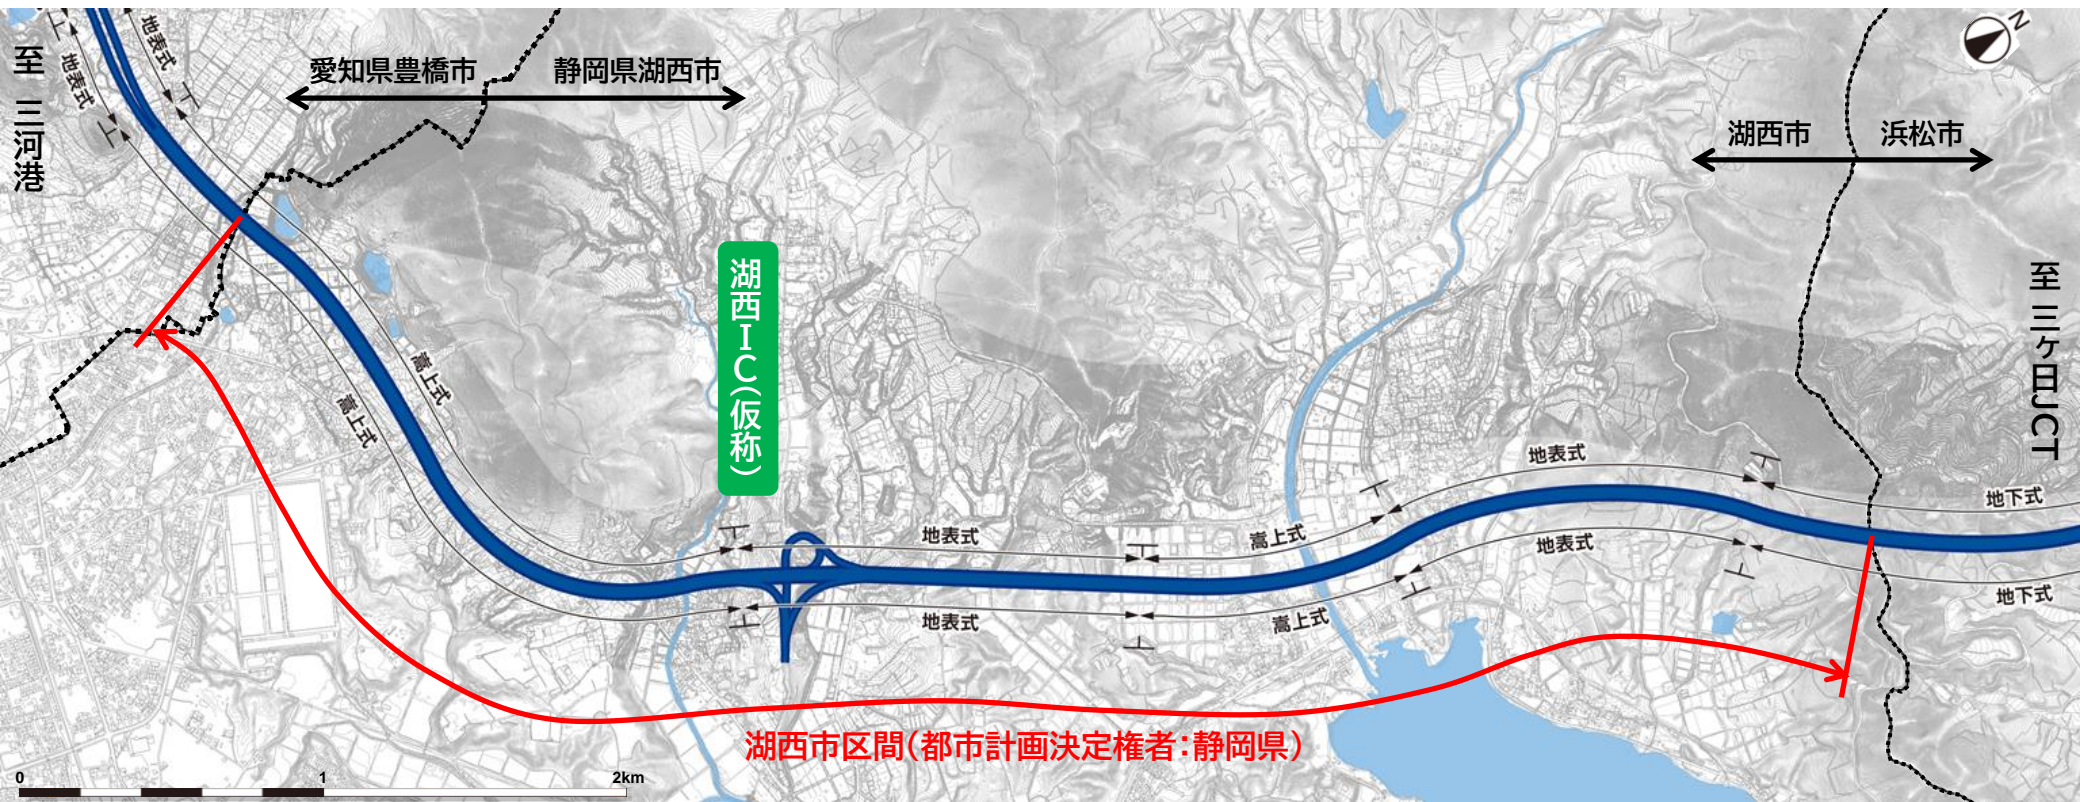 至 三河港
地表式
地表式
愛知県豊橋市
静岡県湖西市
N
湖西市
浜松市
至 三ヶ日JCT
湖西IC(仮称)
嵩上式
嵩上式
地表式
地表式
嵩上式
嵩上式
地表式
地表式
地下式
地下式
湖西市区間(都市計画決定権者:静岡県)
0 1 2km